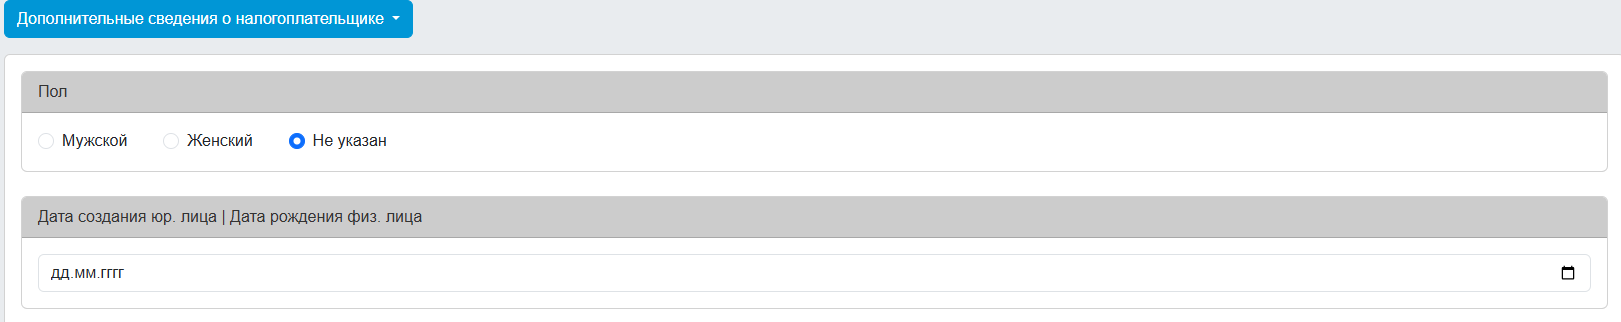 Дополнительные сведения о налогоплательщике
Пол
Мужской Женский Не указан
Дата создания юр. лица | Дата рождения физ. лица
дд.мм.гггг